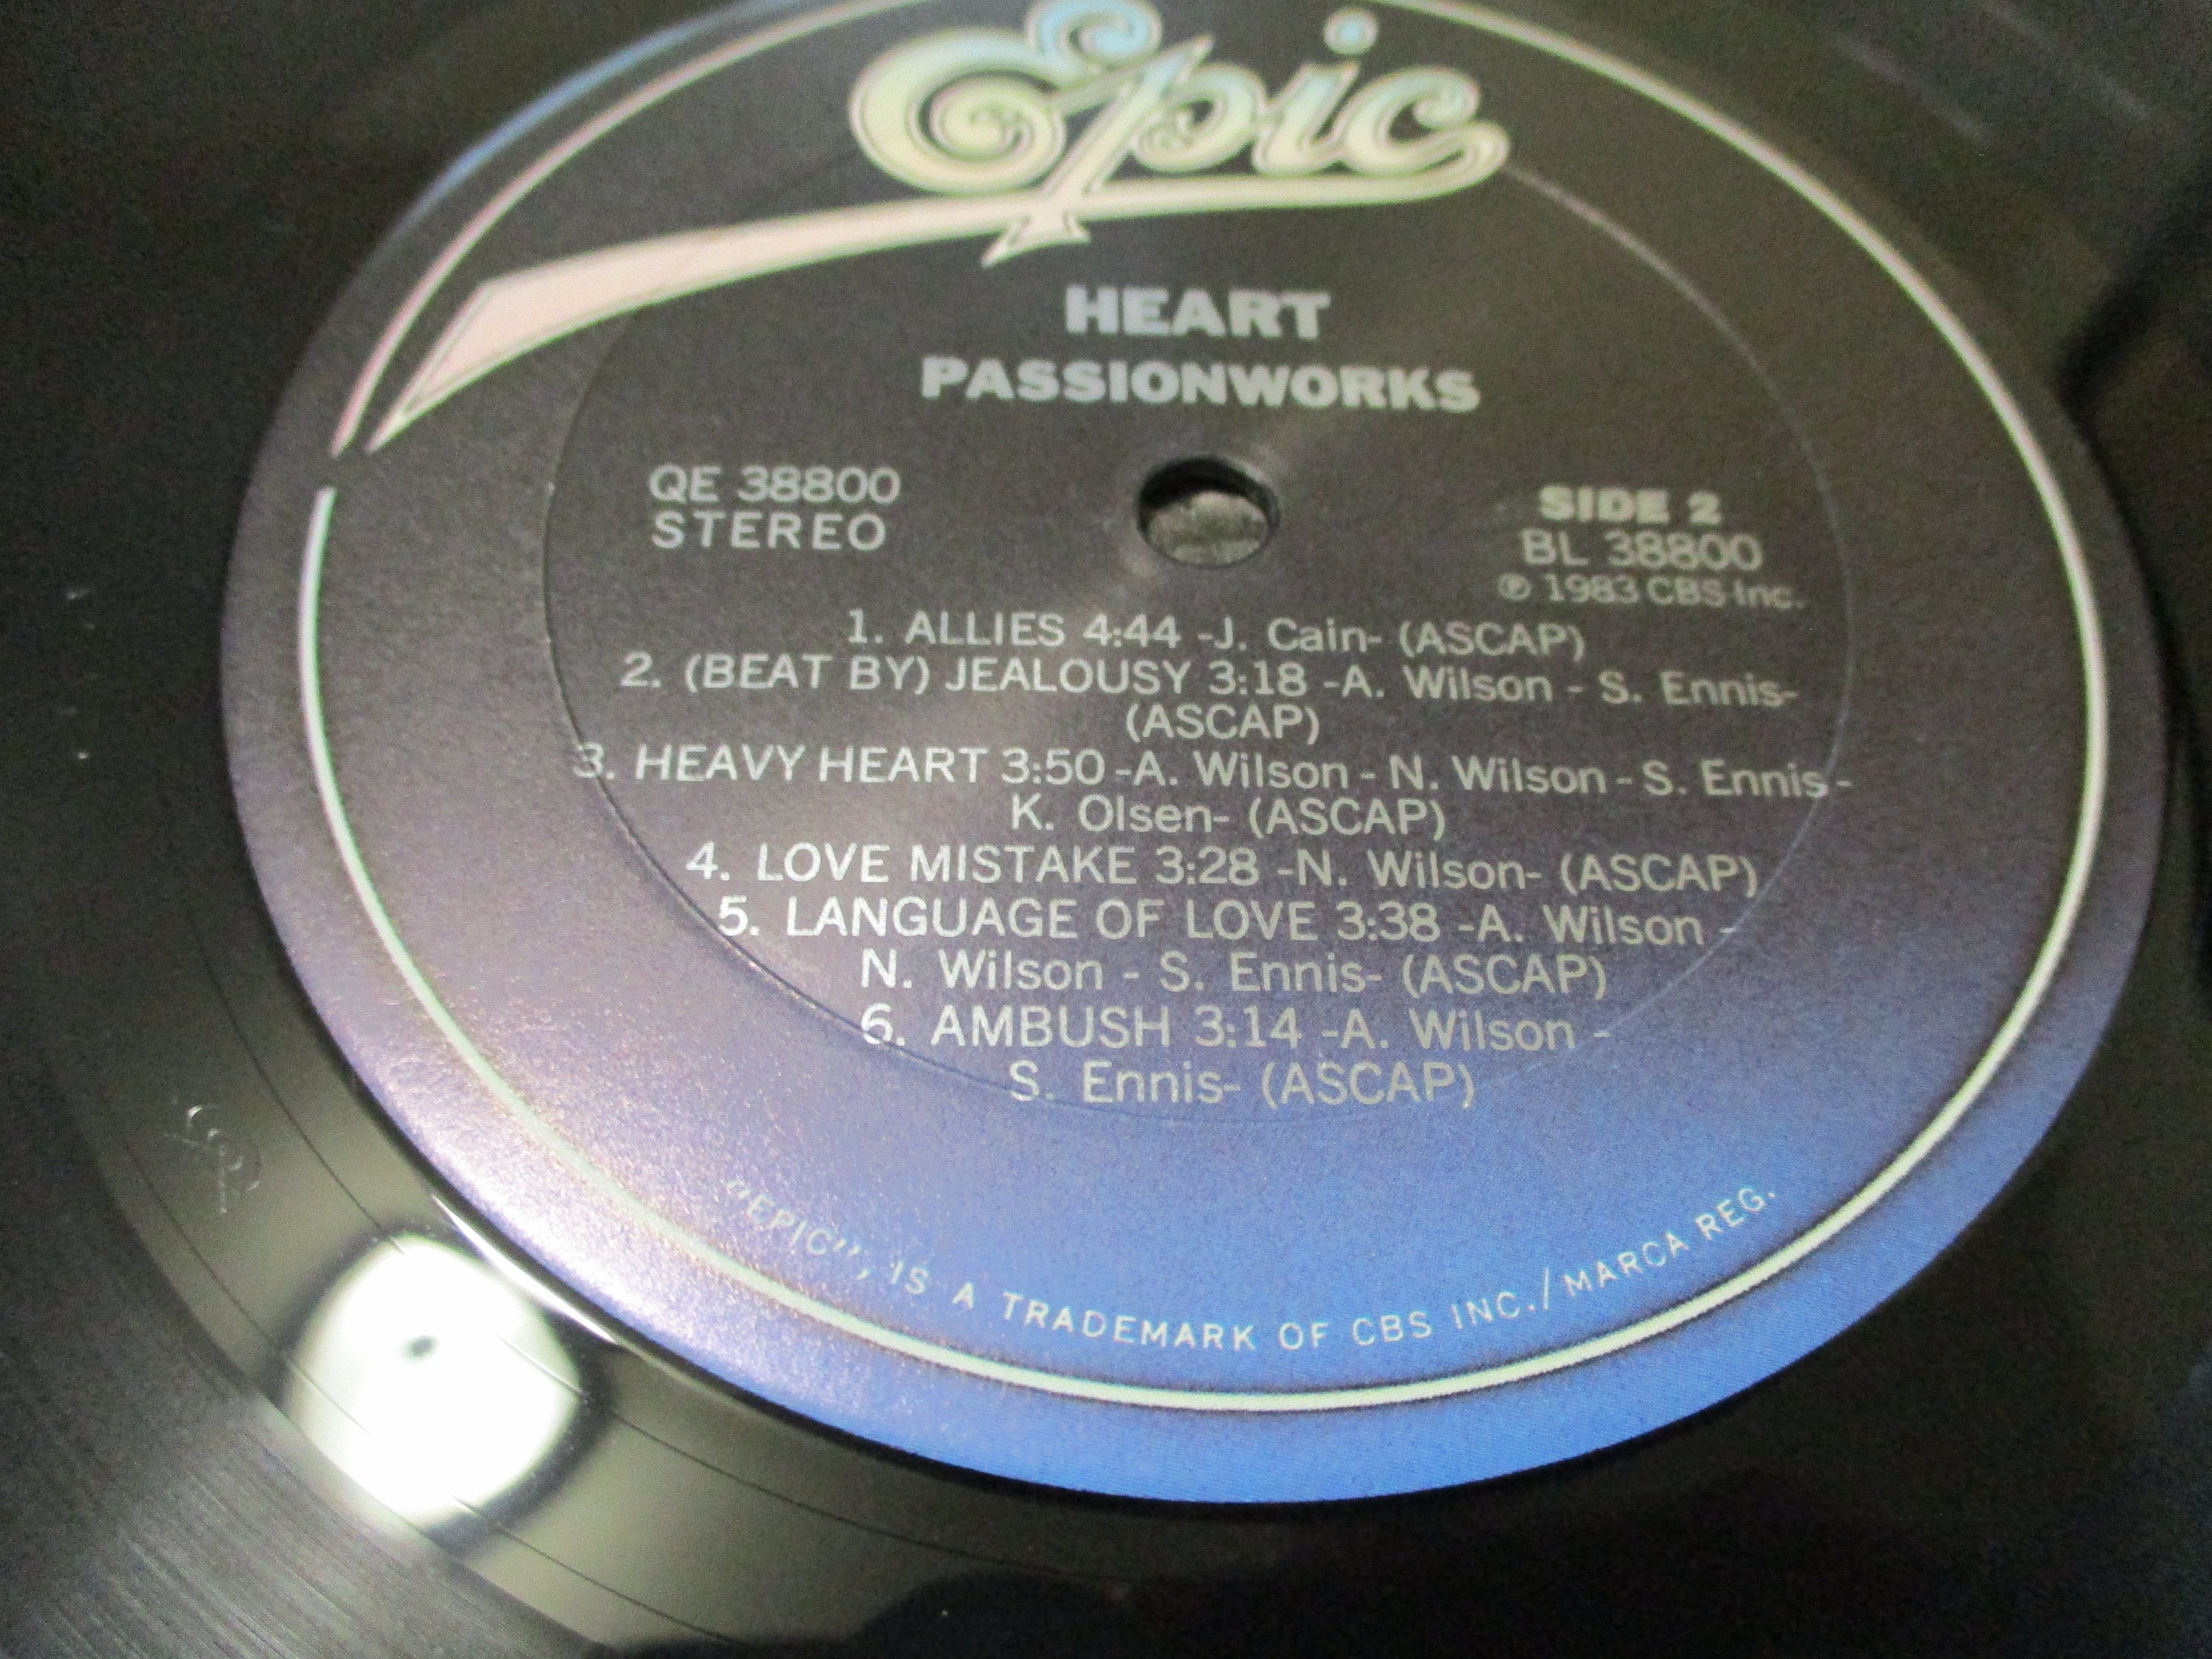 Epic
HEART
PASSIONWORKS
QE 38800
STEREO
SIDE 2
BL 38800
℗ 1983 CBS Inc.
1. ALLIES 4:44 -J. Cain- (ASCAP)
2. (BEAT BY) JEALOUSY 3:18 -A. Wilson - S. Ennis-
(ASCAP)
3. HEAVY HEART 3:50 -A. Wilson - N. Wilson - S. Ennis -
K. Olsen- (ASCAP)
4. LOVE MISTAKE 3:28 -N. Wilson- (ASCAP)
5. LANGUAGE OF LOVE 3:38 -A. Wilson -
N. Wilson - S. Ennis- (ASCAP)
6. AMBUSH 3:14 -A. Wilson -
S. Ennis- (ASCAP)
"EPIC", IS A TRADEMARK OF CBS INC./MARCA REG.